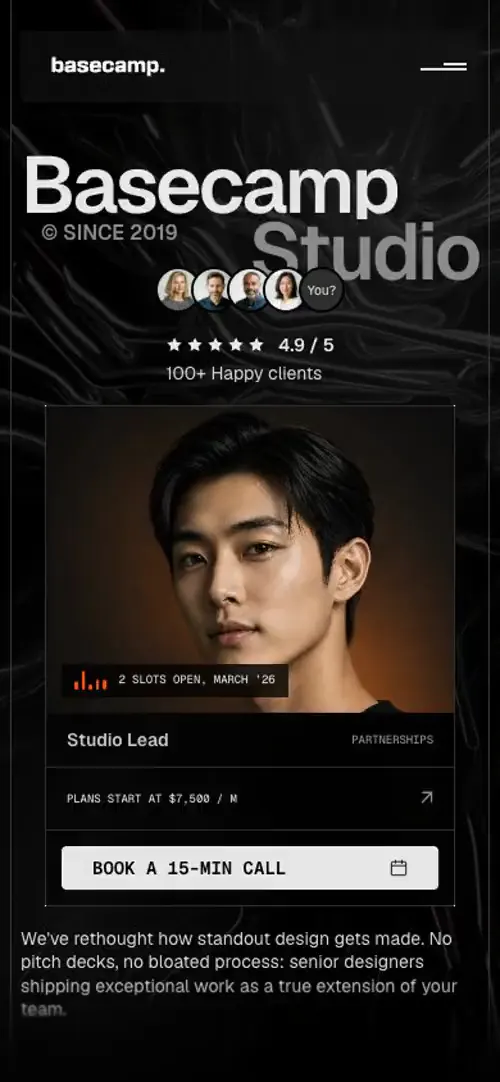 basecamp.
Basecamp
© SINCE 2019
Studio
You?
4.9 / 5
100+ Happy clients
2 SLOTS OPEN, MARCH '26
Studio Lead
PARTNERSHIPS
PLANS START AT $7,500 / M
BOOK A 15-MIN CALL
We've rethought how standout design gets made. No
pitch decks, no bloated process: senior designers
shipping exceptional work as a true extension of your
team.